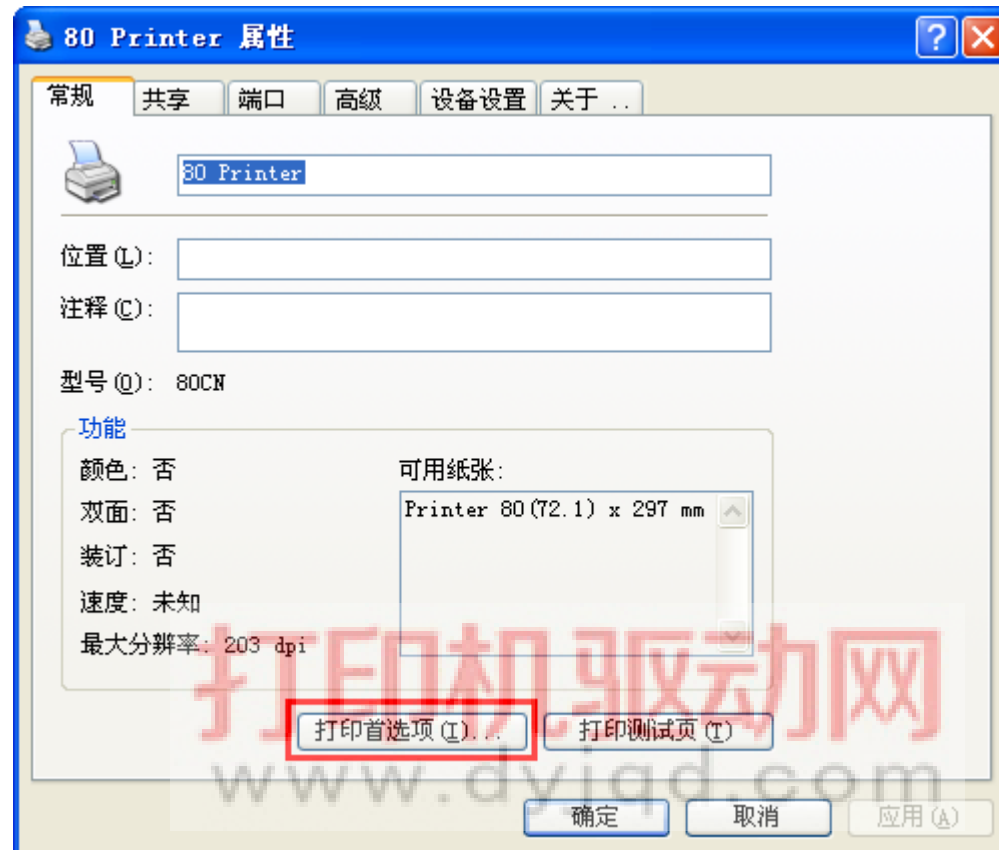 80 Printer 属性
常规 共享 端口 高级 设备设置 关于 ..
80 Printer
位置(L):
注释(C):
型号(O): 80CN
功能
颜色: 否 可用纸张:
双面: 否 Printer 80(72.1) x 297 mm
装订: 否
速度: 未知
最大分辨率: 203 dpi
打印机驱动网
打印首选项(I)... 打印测试页(T)
www.dyjqd.com
确定 取消 应用(A)